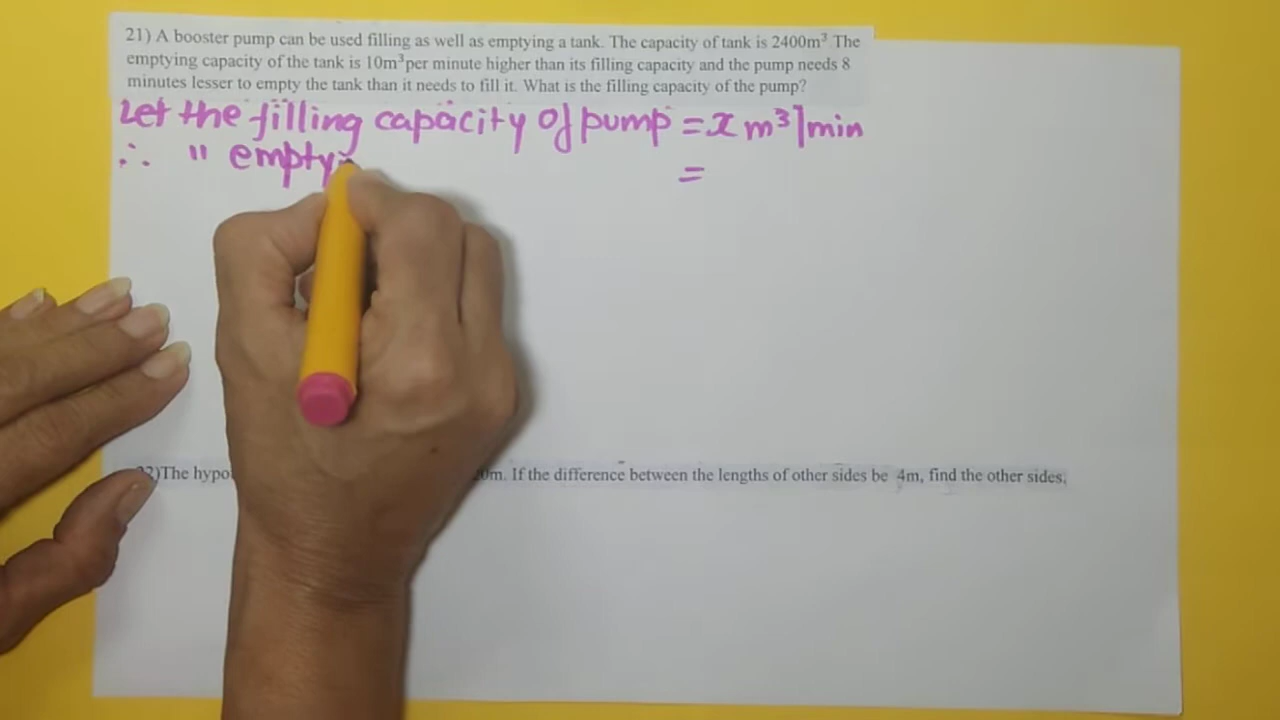 21) A booster pump can be used filling as well as emptying a tank. The capacity of tank is 2400m³ The
emptying capacity of the tank is 10m³per minute higher than its filling capacity and the pump needs 8
minutes lesser to empty the tank than it needs to fill it. What is the filling capacity of the pump?
Let the filling capacity of pump = x m³/min
∴ " empty =
2)The m. If the difference between the lengths of other sides be 4m, find the other sides.